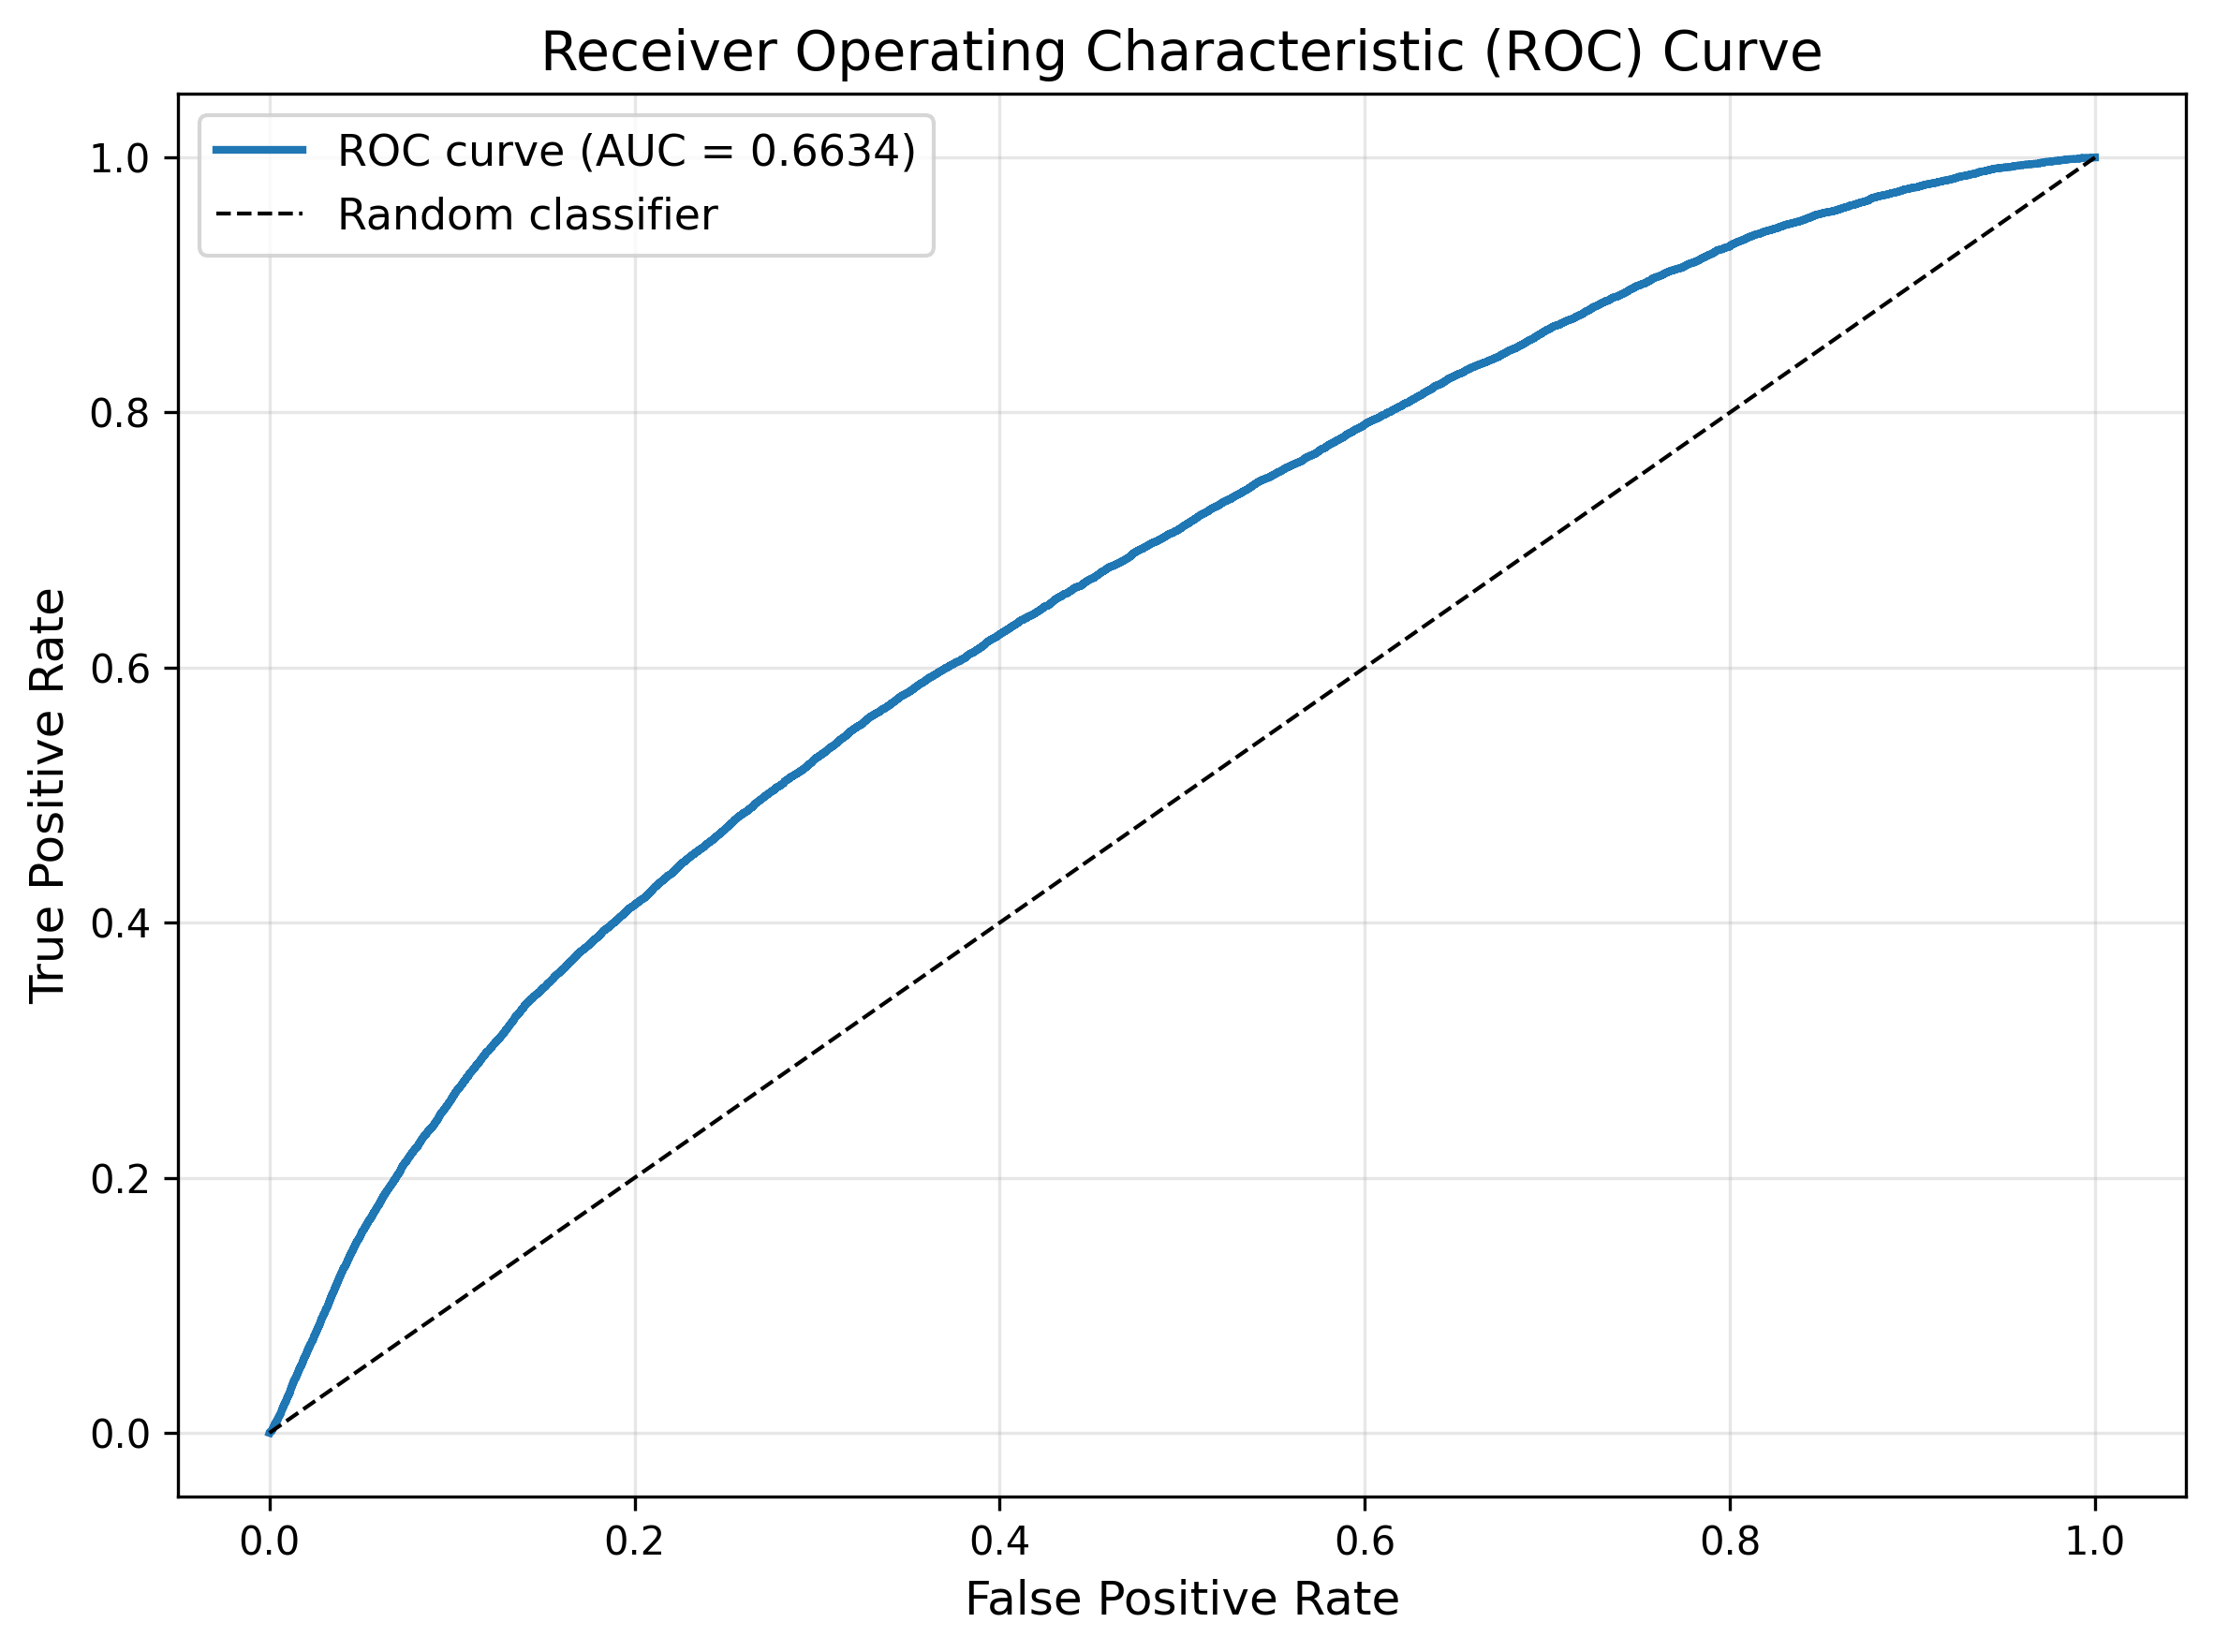 Receiver Operating Characteristic (ROC) Curve
ROC curve (AUC = 0.6634)
Random classifier
1.0
0.8
0.6
0.4
0.2
0.0
True Positive Rate
0.0 0.2 0.4 0.6 0.8 1.0
False Positive Rate